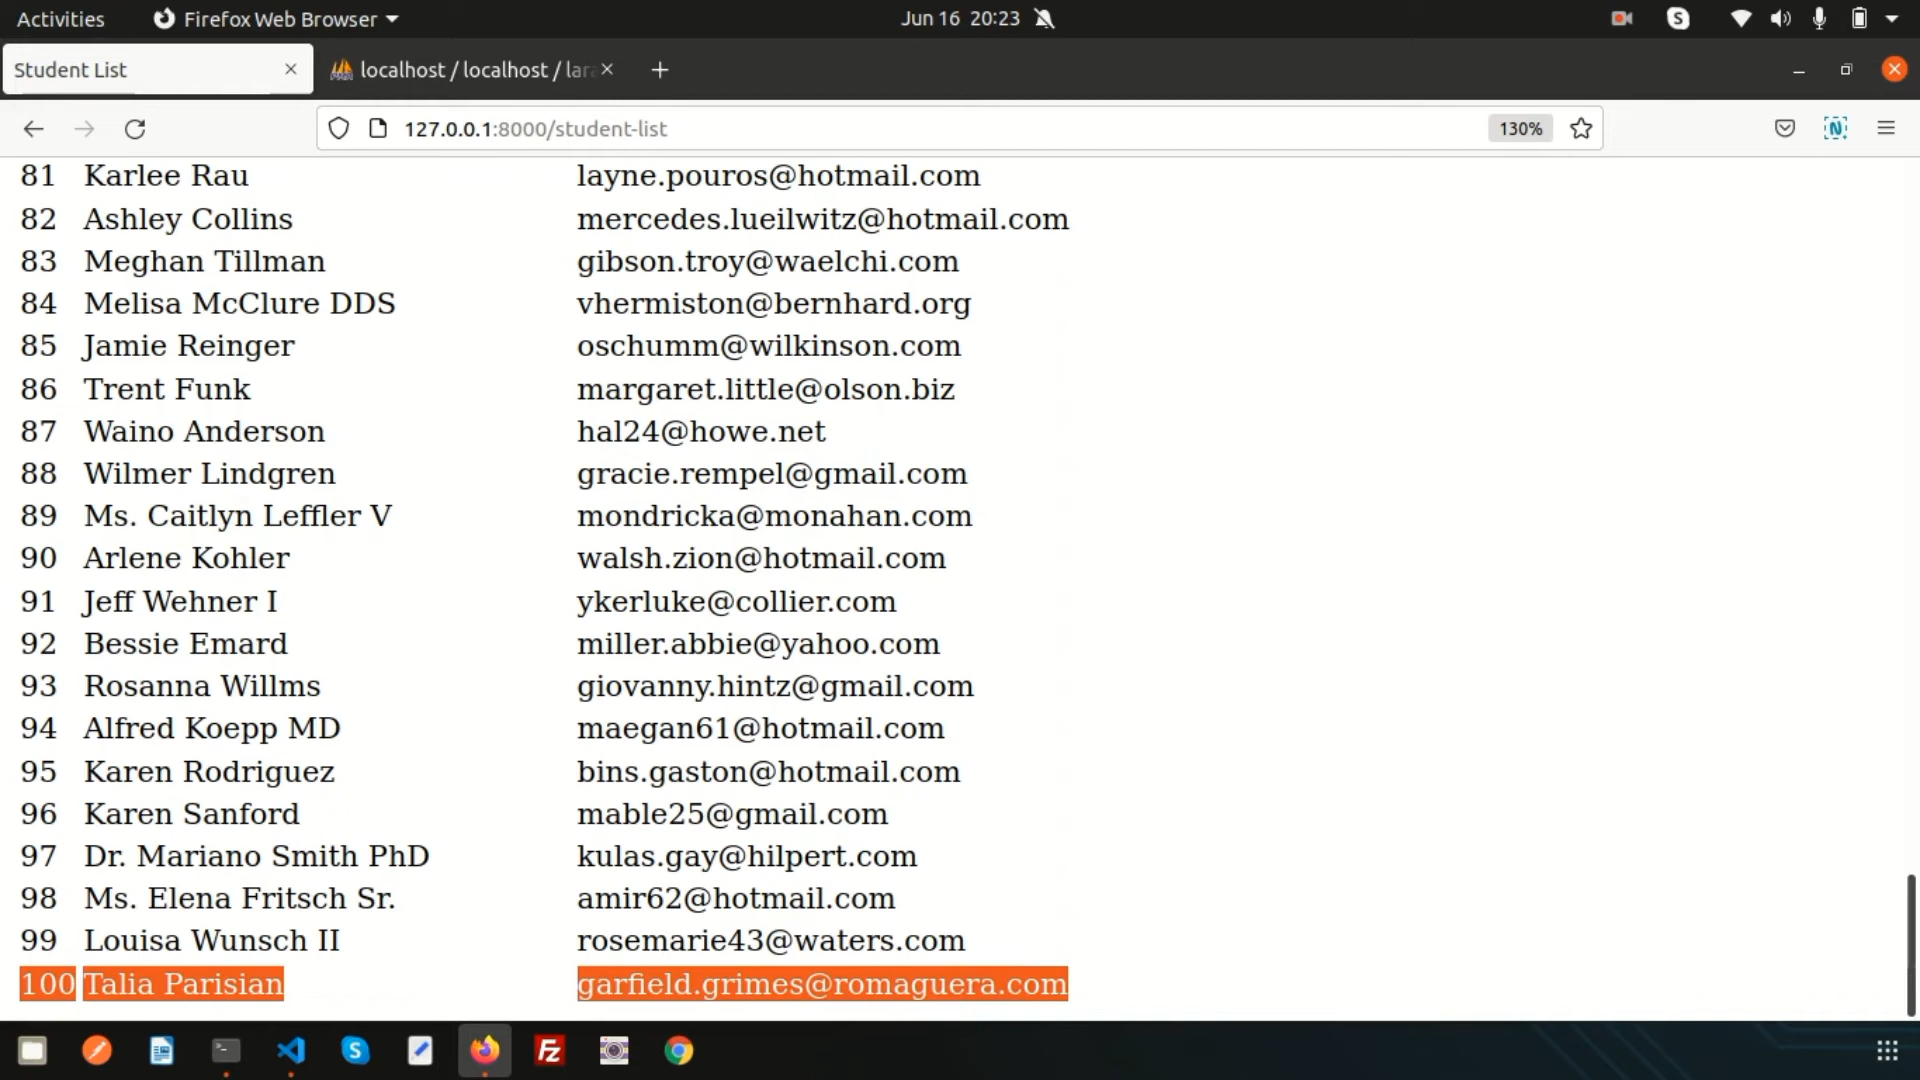 Activities Firefox Web Browser Jun 16 20:23
Student List localhost / localhost / lar
127.0.0.1:8000/student-list 130%
81 Karlee Rau layne.pouros@hotmail.com
82 Ashley Collins mercedes.lueilwitz@hotmail.com
83 Meghan Tillman gibson.troy@waelchi.com
84 Melisa McClure DDS vhermiston@bernhard.org
85 Jamie Reinger oschumm@wilkinson.com
86 Trent Funk margaret.little@olson.biz
87 Waino Anderson hal24@howe.net
88 Wilmer Lindgren gracie.rempel@gmail.com
89 Ms. Caitlyn Leffler V mondricka@monahan.com
90 Arlene Kohler walsh.zion@hotmail.com
91 Jeff Wehner I ykerluke@collier.com
92 Bessie Emard miller.abbie@yahoo.com
93 Rosanna Willms giovanny.hintz@gmail.com
94 Alfred Koepp MD maegan61@hotmail.com
95 Karen Rodriguez bins.gaston@hotmail.com
96 Karen Sanford mable25@gmail.com
97 Dr. Mariano Smith PhD kulas.gay@hilpert.com
98 Ms. Elena Fritsch Sr. amir62@hotmail.com
99 Louisa Wunsch II rosemarie43@waters.com
100 Talia Parisian garfield.grimes@romaguera.com